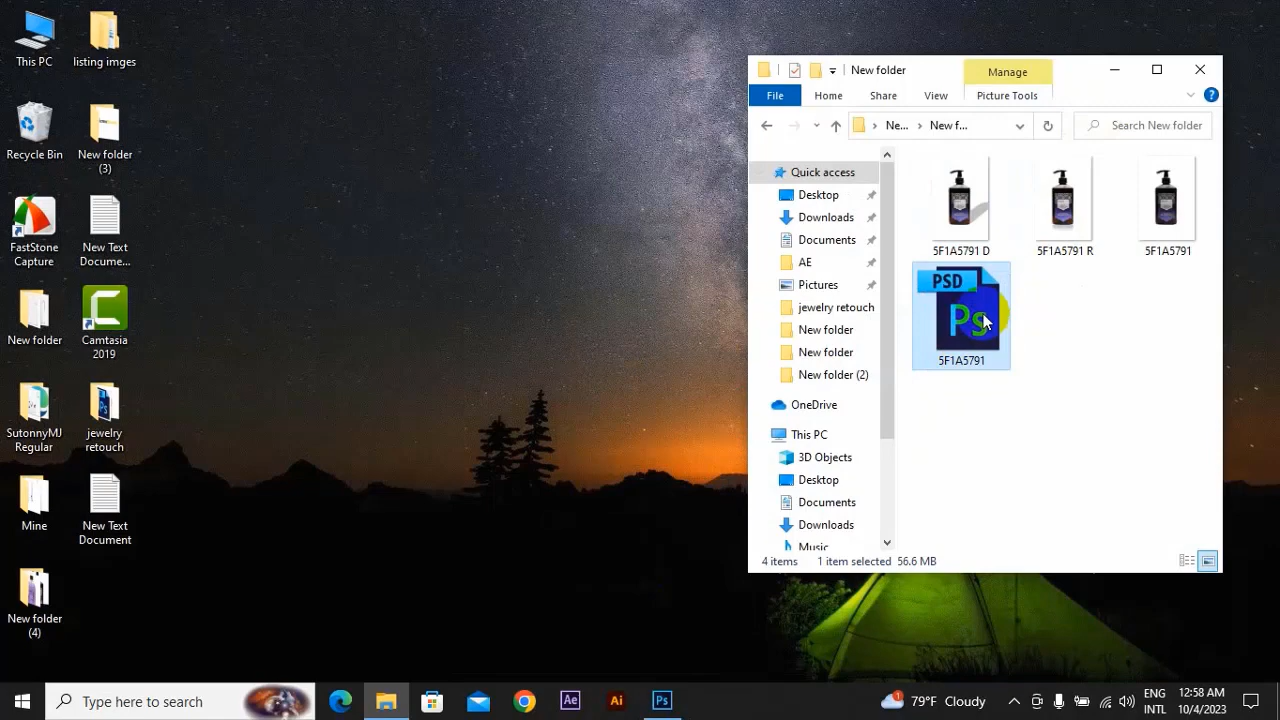 This PC
listing imges
Recycle Bin
New folder
(3)
FastStone
Capture
New Text
Docume...
New folder
Camtasia
2019
SutonnyMJ
Regular
jewelry
retouch
Mine
New Text
Document
New folder
(4)
New folder
Manage
File
Home
Share
View
Picture Tools
Ne...
New f...
Search New folder
Quick access
Desktop
Downloads
Documents
AE
Pictures
jewelry retouch
New folder
New folder
New folder (2)
OneDrive
This PC
3D Objects
Desktop
Documents
Downloads
Music
5F1A5791 D
5F1A5791 R
5F1A5791
PSD
Ps
5F1A5791
4 items
1 item selected 56.6 MB
Type here to search
Ae
Ai
Ps
1
79°F Cloudy
ENG
INTL
12:58 AM
10/4/2023